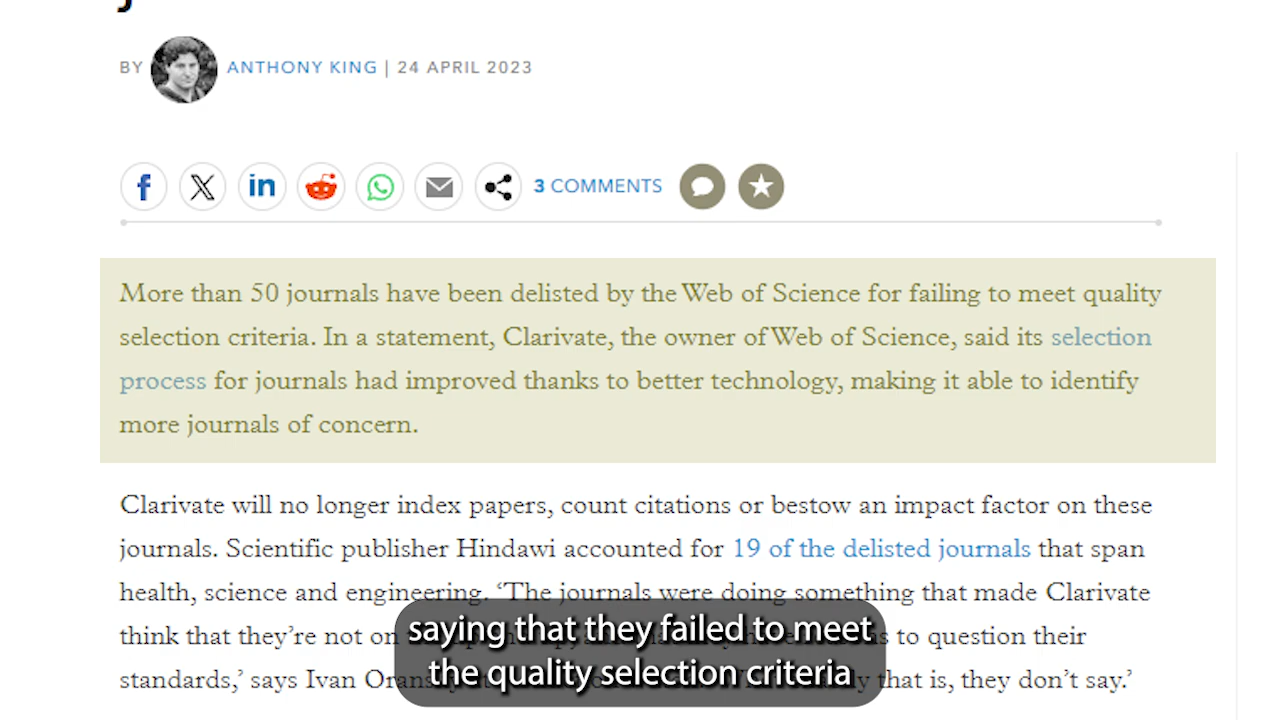 BY ANTHONY KING | 24 APRIL 2023
3 COMMENTS
More than 50 journals have been delisted by the Web of Science for failing to meet quality
selection criteria. In a statement, Clarivate, the owner of Web of Science, said its selection
process for journals had improved thanks to better technology, making it able to identify
more journals of concern.
Clarivate will no longer index papers, count citations or bestow an impact factor on these
journals. Scientific publisher Hindawi accounted for 19 of the delisted journals that span
health, science and engineering. ‘The journals were doing something that made Clarivate
think that they’re not on to question their
standards,’ says Ivan that is, they don’t say.’
saying that they failed to meet
the quality selection criteria